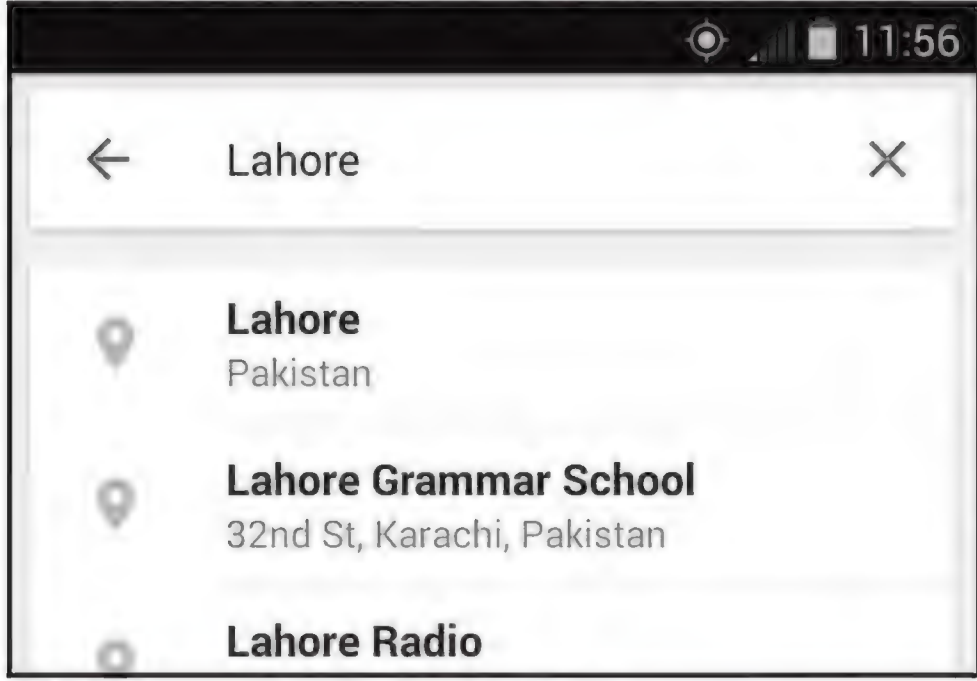 11:56
Lahore
Lahore
Pakistan
Lahore Grammar School
32nd St, Karachi, Pakistan
Lahore Radio